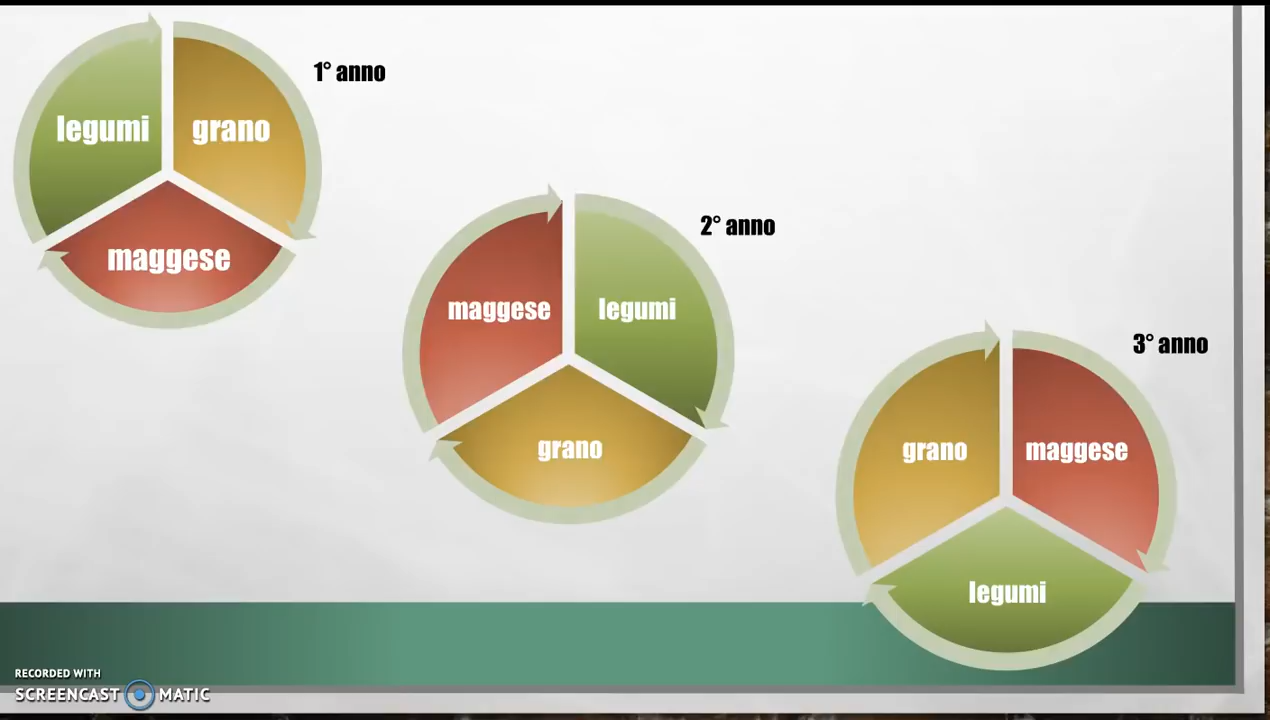 1° anno
legumi
grano
maggese
2° anno
maggese
legumi
grano
3° anno
grano
maggese
legumi
RECORDED WITH
SCREENCAST MATIC